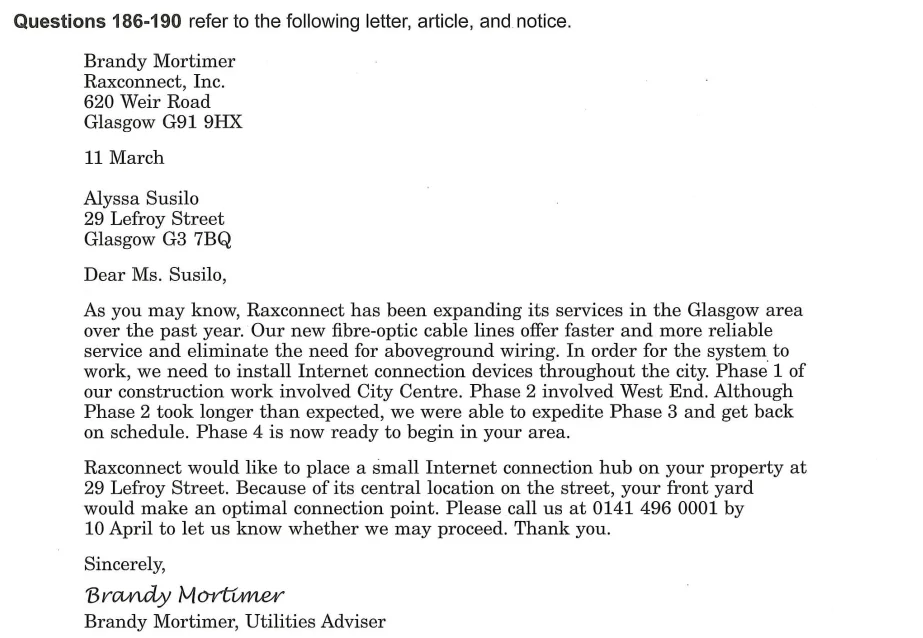 Questions 186-190 refer to the following letter, article, and notice.
Brandy Mortimer
Raxconnect, Inc.
620 Weir Road
Glasgow G91 9HX
11 March
Alyssa Susilo
29 Lefroy Street
Glasgow G3 7BQ
Dear Ms. Susilo,
As you may know, Raxconnect has been expanding its services in the Glasgow area
over the past year. Our new fibre-optic cable lines offer faster and more reliable
service and eliminate the need for aboveground wiring. In order for the system to
work, we need to install Internet connection devices throughout the city. Phase 1 of
our construction work involved City Centre. Phase 2 involved West End. Although
Phase 2 took longer than expected, we were able to expedite Phase 3 and get back
on schedule. Phase 4 is now ready to begin in your area.
Raxconnect would like to place a small Internet connection hub on your property at
29 Lefroy Street. Because of its central location on the street, your front yard
would make an optimal connection point. Please call us at 0141 496 0001 by
10 April to let us know whether we may proceed. Thank you.
Sincerely,
Brandy Mortimer
Brandy Mortimer, Utilities Adviser